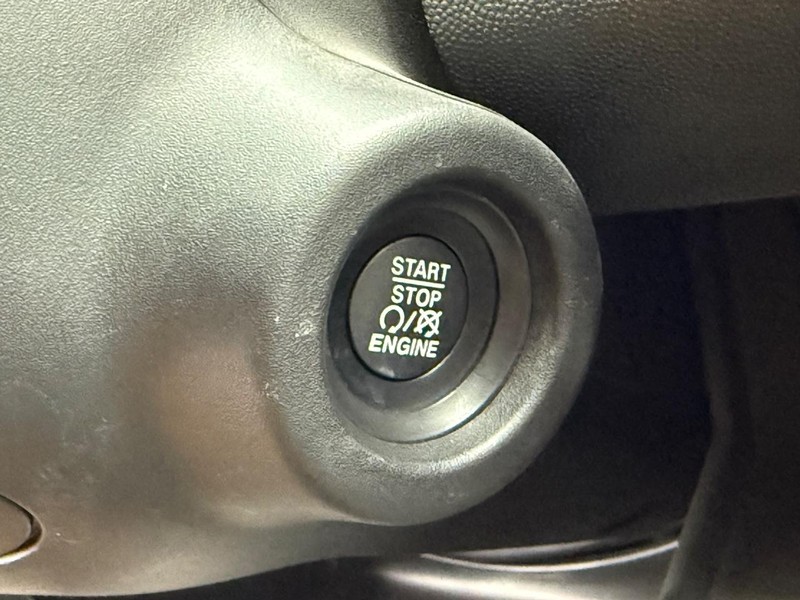 START
STOP
/
ENGINE